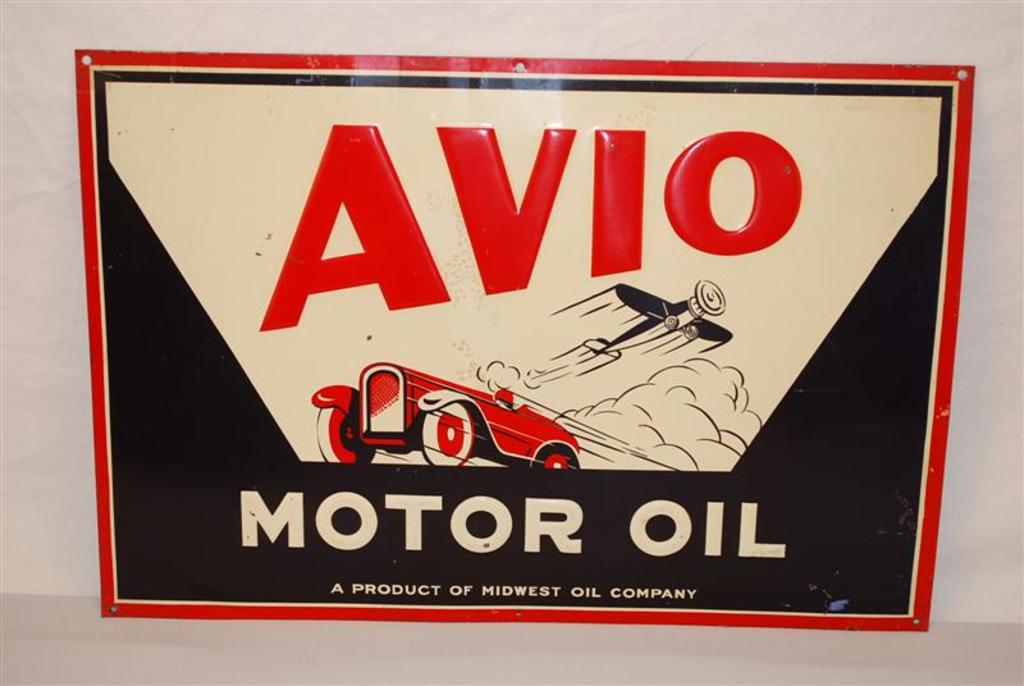 AVIO
MOTOR OIL
A PRODUCT OF MIDWEST OIL COMPANY